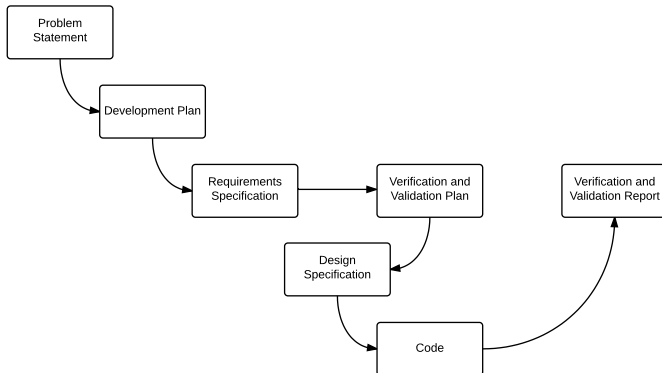 Problem
Statement
Development Plan
Requirements
Specification
Verification and
Validation Plan
Verification and
Validation Report
Design
Specification
Code